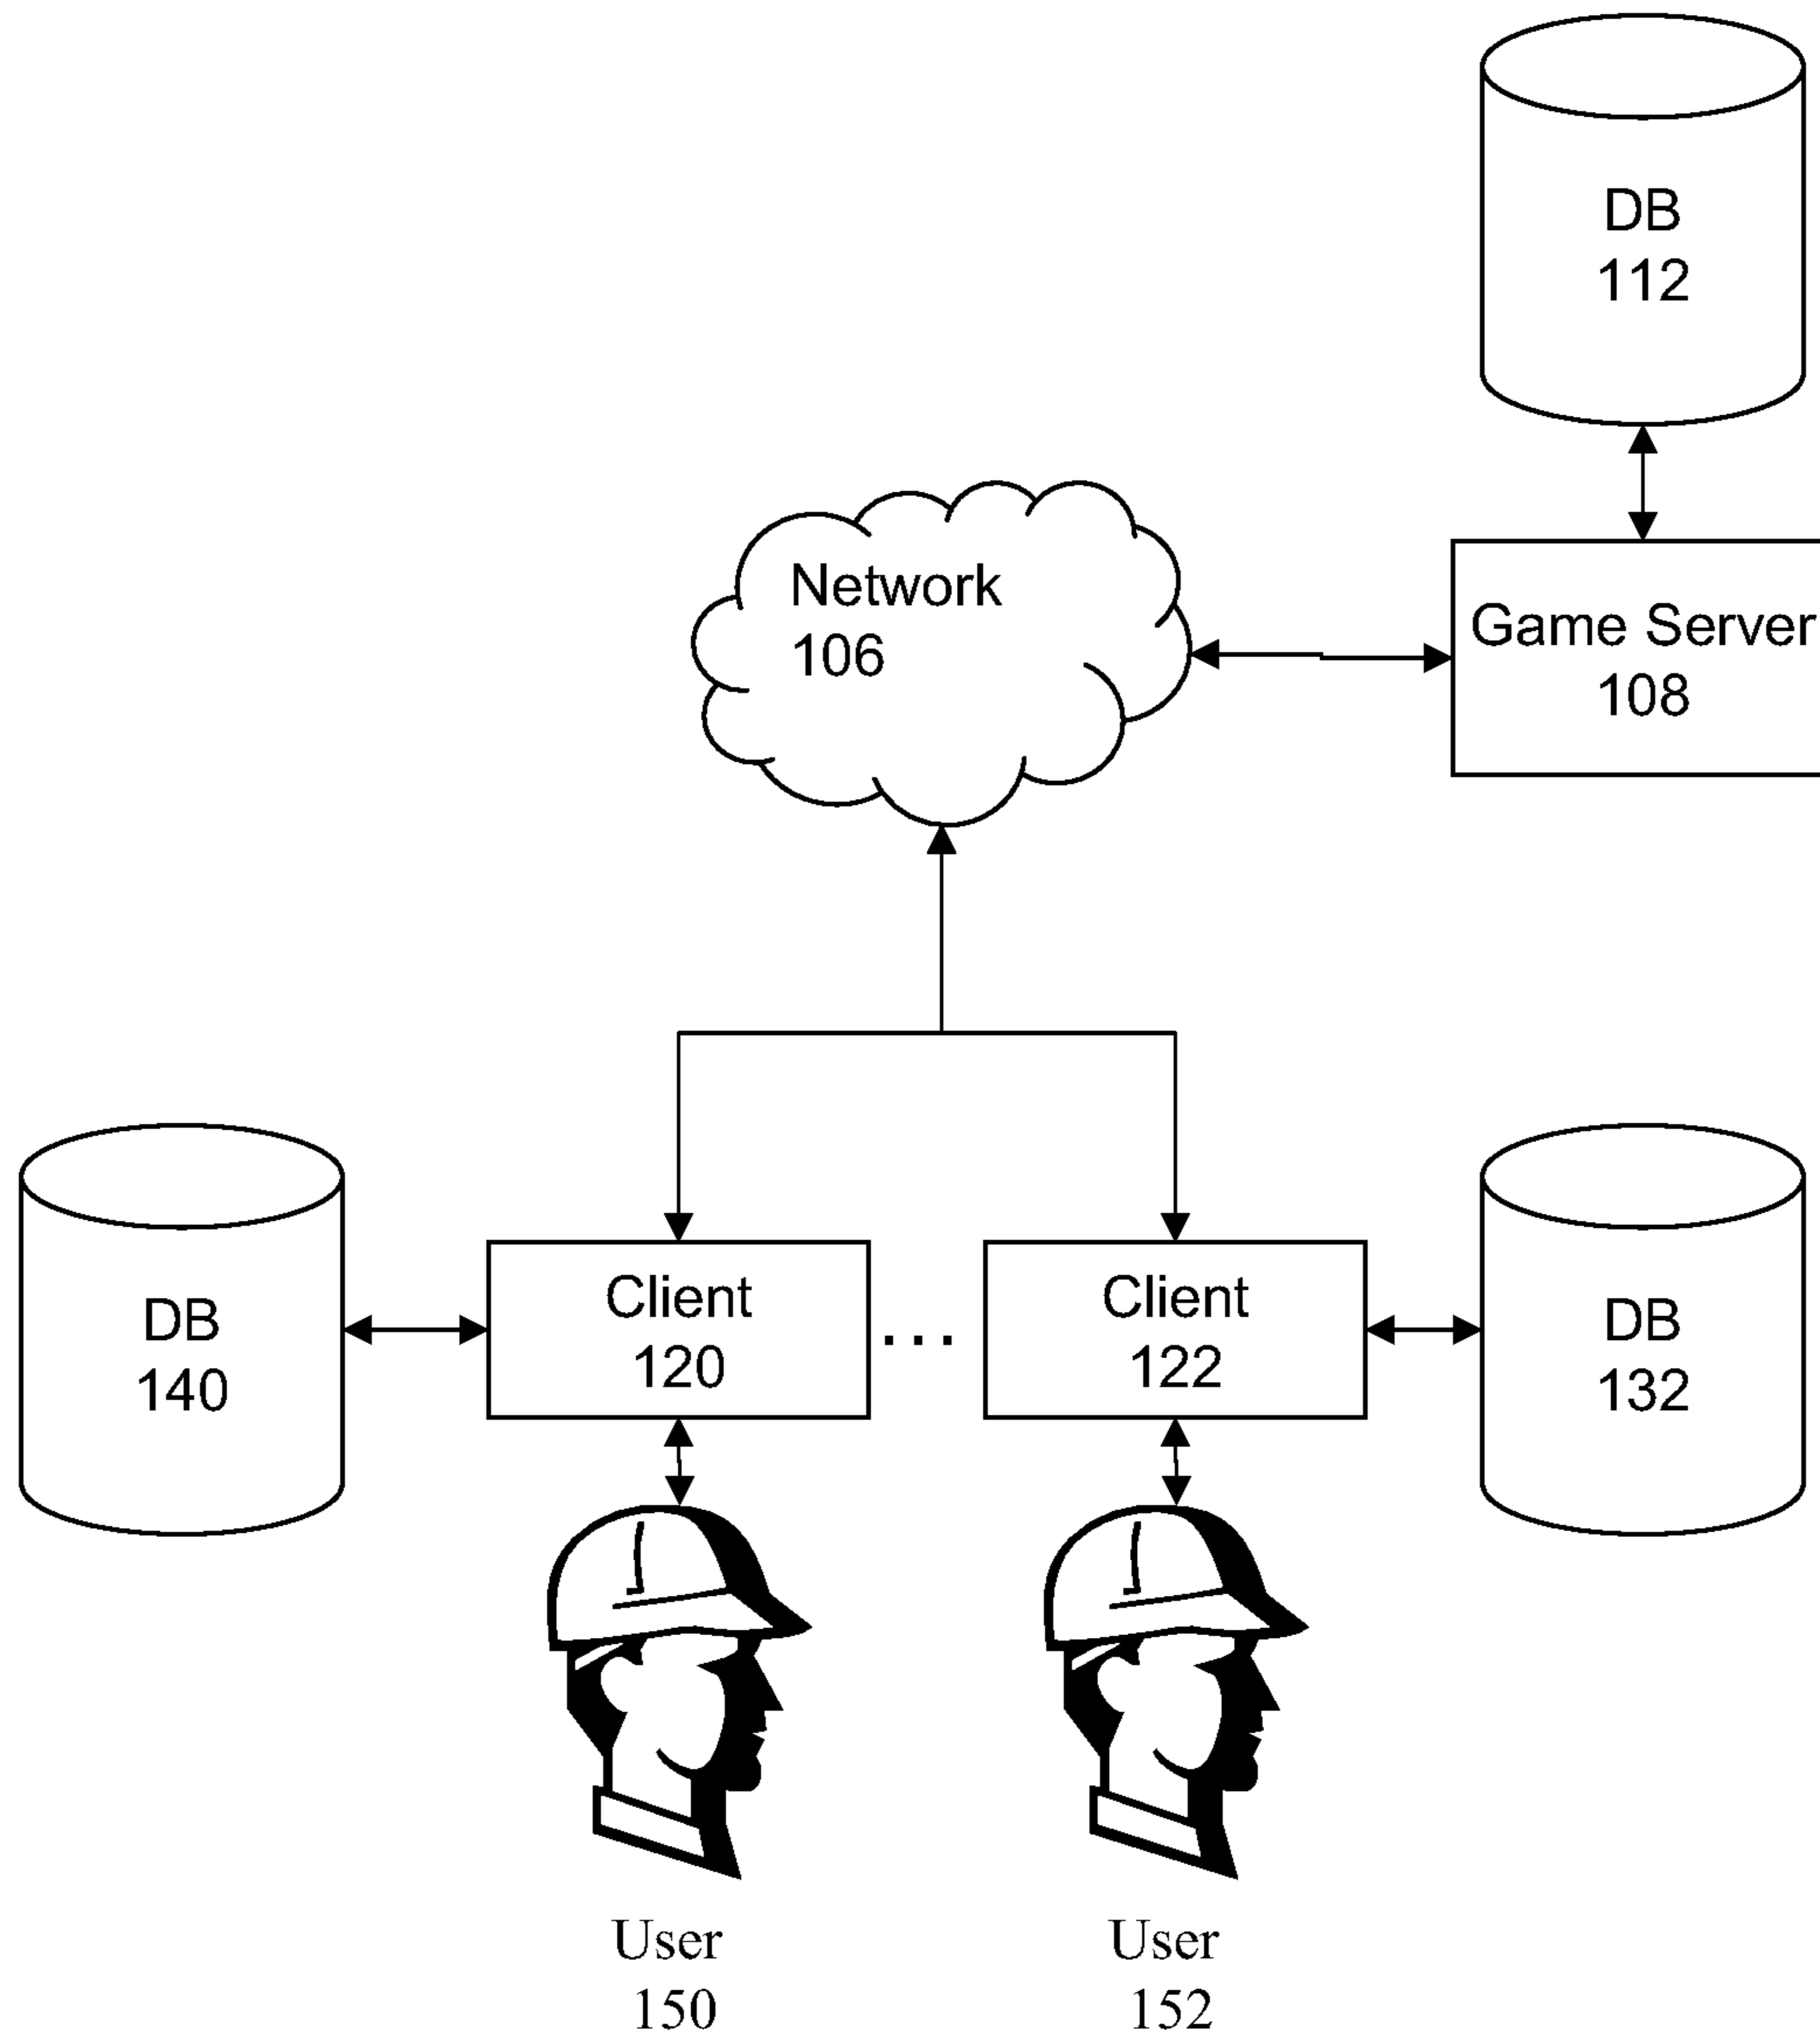 DB
112
Network
106
Game Server
108
DB
140
Client
120
...
Client
122
DB
132
User
150
User
152